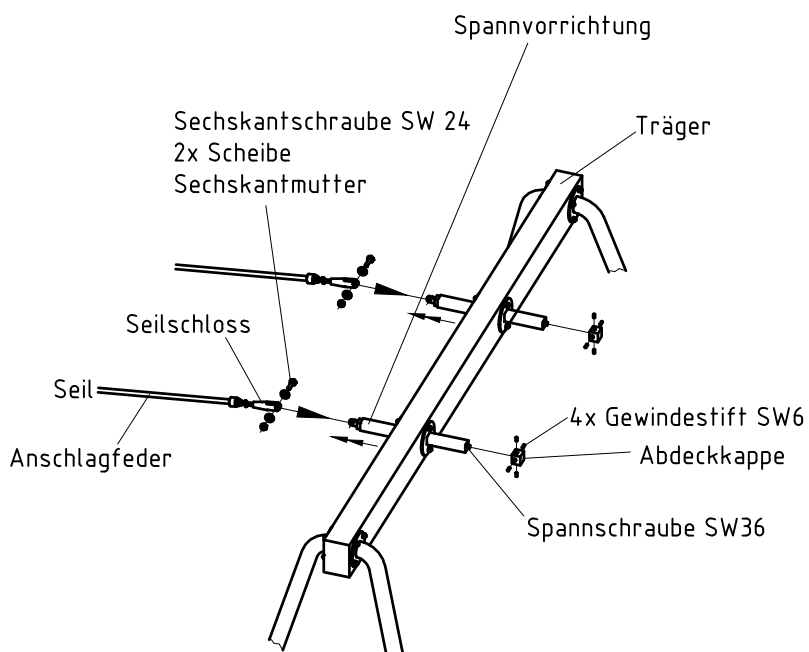 Spannvorrichtung
Sechskantschraube SW 24
2x Scheibe
Sechskantmutter
Träger
Seilschloss
Seil
Anschlagfeder
4x Gewindestift SW6
Abdeckkappe
Spannschraube SW36